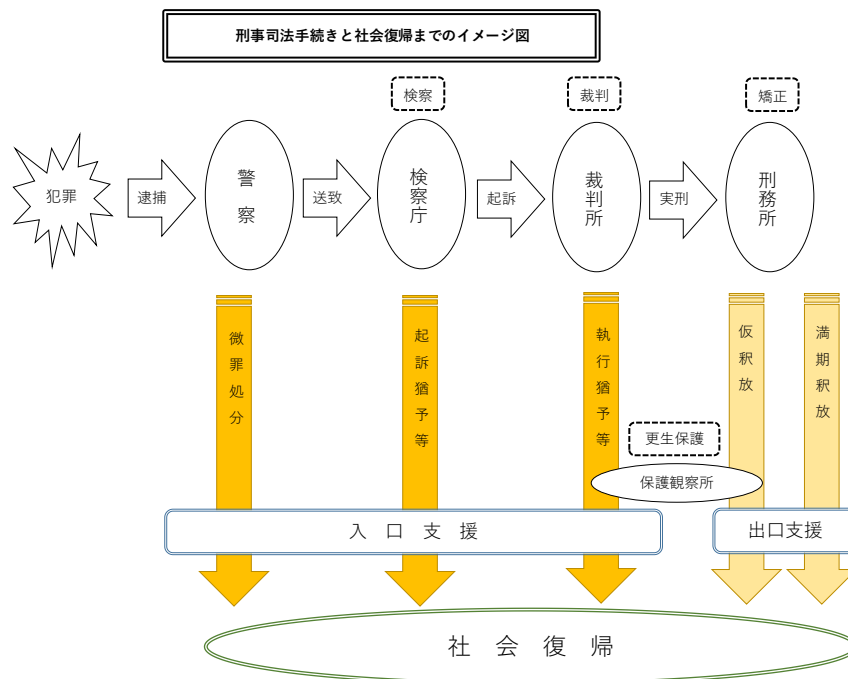 刑事司法手続きと社会復帰までのイメージ図
検察
裁判
矯正
犯罪
逮捕
警察
送致
検察庁
起訴
裁判所
実刑
刑務所
微罪処分
起訴猶予等
執行猶予等
仮釈放
満期釈放
更生保護
保護観察所
入口支援
出口支援
社会復帰